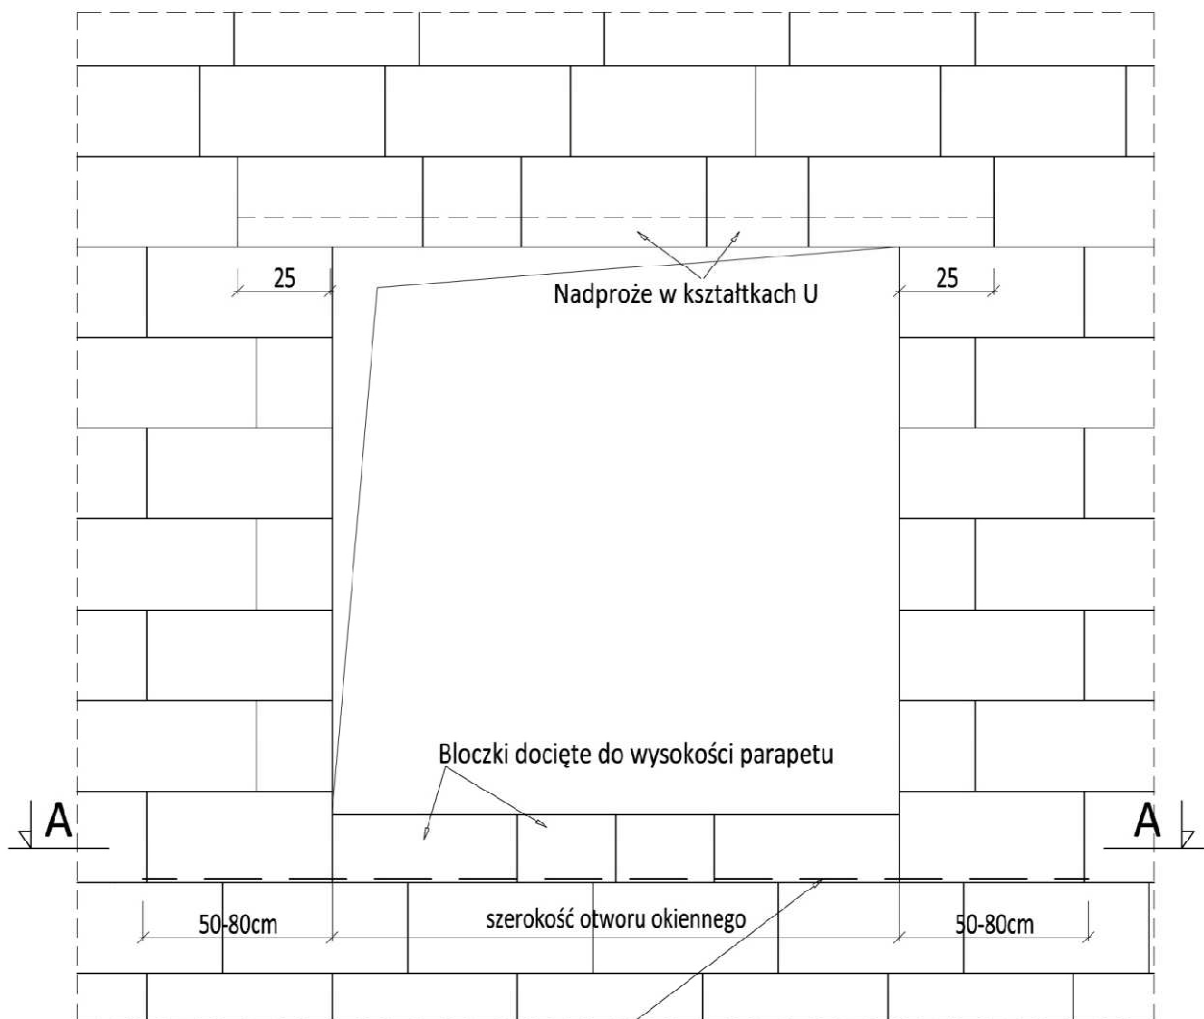 25
25
Nadproże w kształtkach U
Bloczki docięte do wysokości parapetu
A
A
50-80cm
szerokość otworu okiennego
50-80cm